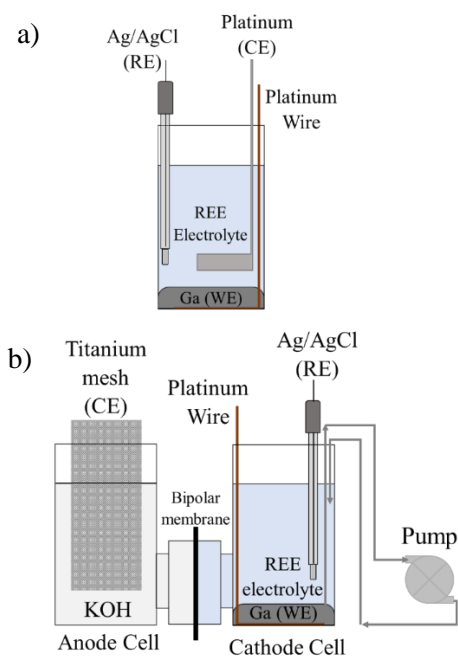 a)
Ag/AgCl
(RE)
Platinum
(CE)
Platinum
Wire
REE
Electrolyte
Ga (WE)
b)
Titanium
mesh
(CE)
Platinum
Wire
Ag/AgCl
(RE)
Bipolar
membrane
Pump
REE
electrolyte
KOH
Ga (WE)
Anode Cell
Cathode Cell